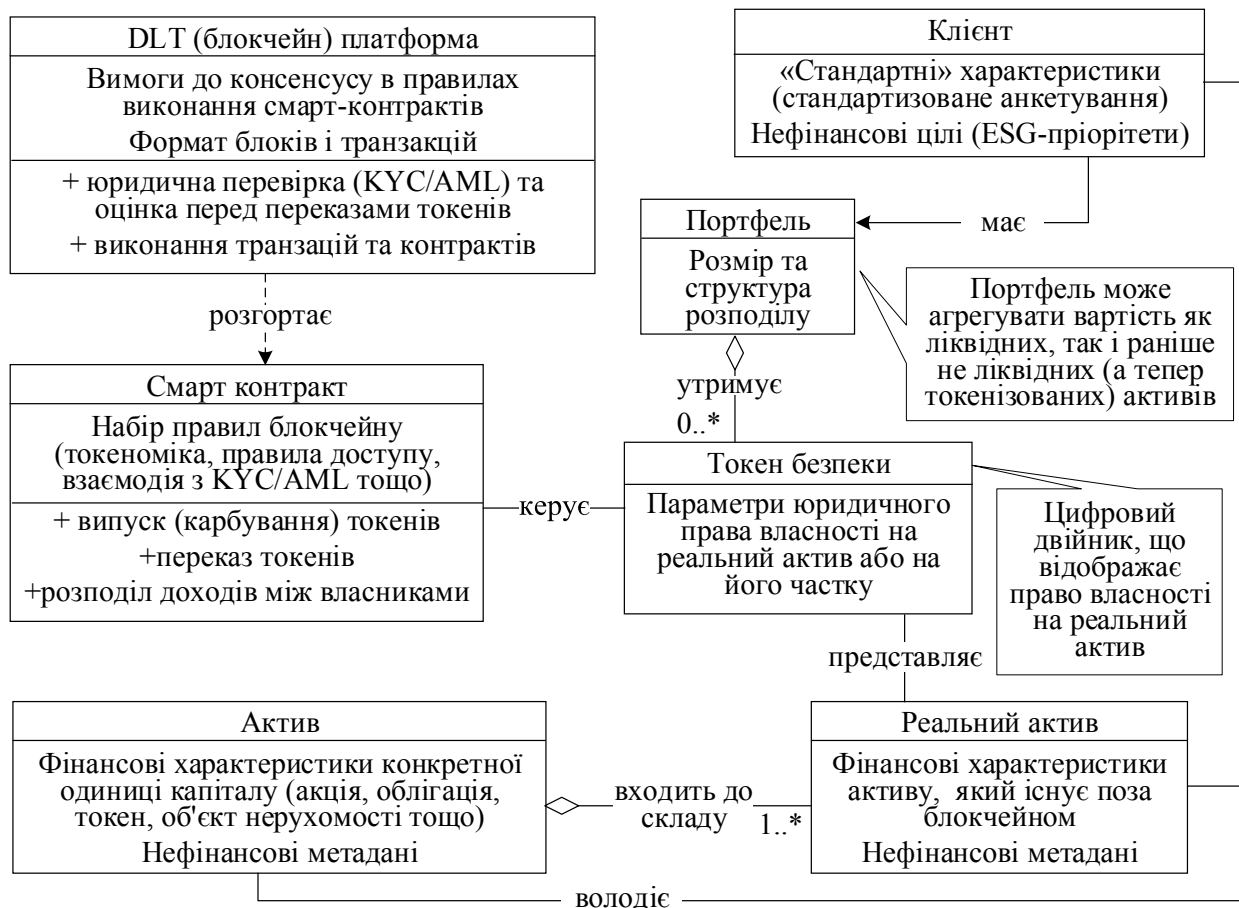 DLT (блокчейн) платформа
Вимоги до консенсусу в правилах
виконання смарт-контрактів
Формат блоків і транзакцій
+ юридична перевірка (KYC/AML) та
оцінка перед переказами токенів
+ виконання транзацій та контрактів
Клієнт
«Стандартні» характеристики
(стандартизоване анкетування)
Нефінансові цілі (ESG-пріорітети)
має
Портфель
Розмір та
структура
розподілу
Портфель може
агрегувати вартість як
ліквідних, так і раніше
не ліквідних (а тепер
токенізованих) активів
розгортає
утримує
0..*
Смарт контракт
Набір правил блокчейну
(токеноміка, правила доступу,
взаємодія з KYC/AML тощо)
+ випуск (карбування) токенів
+переказ токенів
+розподіл доходів між власниками
керує
Токен безпеки
Параметри юридичного
права власності на
реальний актив або на
його частку
Цифровий
двійник, що
відображає
право власності
на реальний
актив
представляє
Актив
Фінансові характеристики конкретної
одиниці капіталу (акція, облігація,
токен, об'єкт нерухомості тощо)
Нефінансові метадані
входить до
складу
1..*
Реальний актив
Фінансові характеристики
активу, який існує поза
блокчейном
Нефінансові метадані
володіє